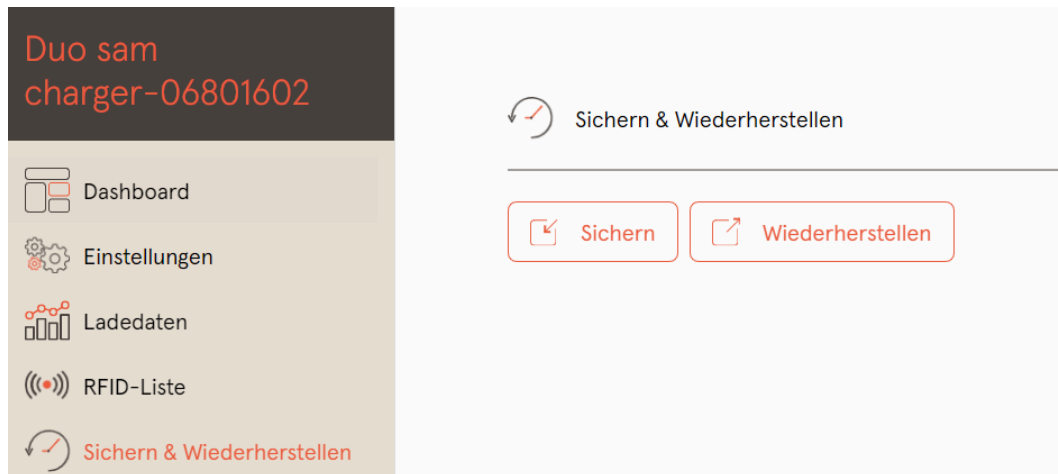 Duo sam
charger-06801602
Dashboard
Einstellungen
Ladedaten
RFID-Liste
Sichern & Wiederherstellen
Sichern & Wiederherstellen
Sichern
Wiederherstellen